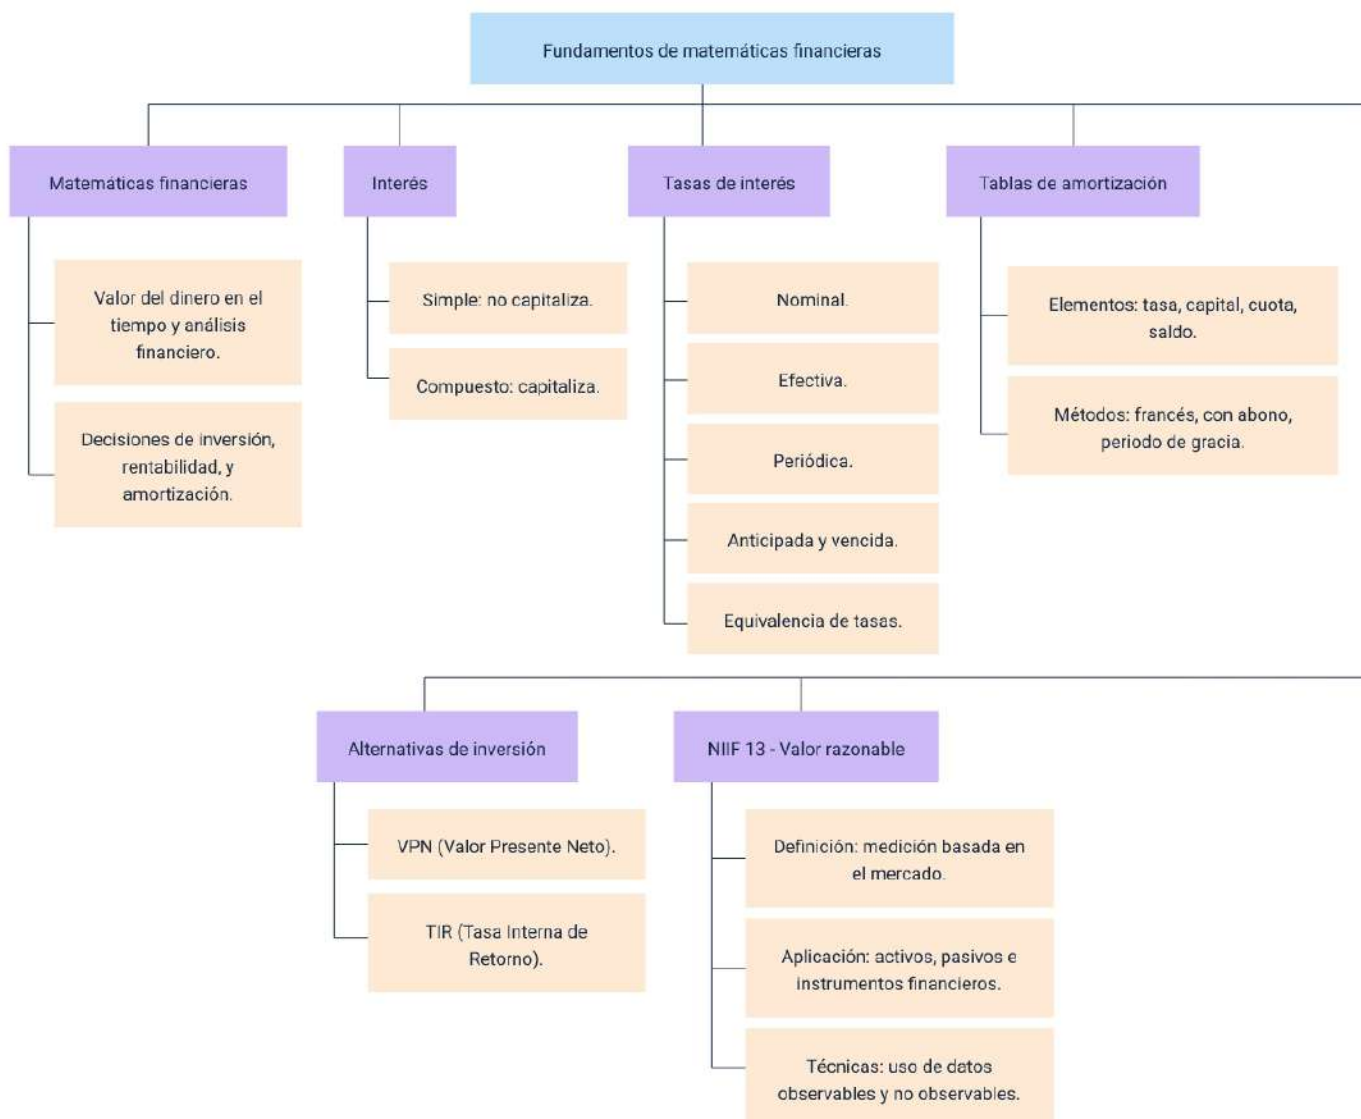 Fundamentos de matemáticas financieras
Matemáticas financieras
Valor del dinero en el
tiempo y análisis
financiero.
Decisiones de inversión,
rentabilidad, y
amortización.
Interés
Simple: no capitaliza.
Compuesto: capitaliza.
Tasas de interés
Nominal.
Efectiva.
Periódica.
Anticipada y vencida.
Equivalencia de tasas.
Tablas de amortización
Elementos: tasa, capital, cuota,
saldo.
Métodos: francés, con abono,
periodo de gracia.
Alternativas de inversión
VPN (Valor Presente Neto).
TIR (Tasa Interna de
Retorno).
NIIF 13 - Valor razonable
Definición: medición basada en
el mercado.
Aplicación: activos, pasivos e
instrumentos financieros.
Técnicas: uso de datos
observables y no observables.